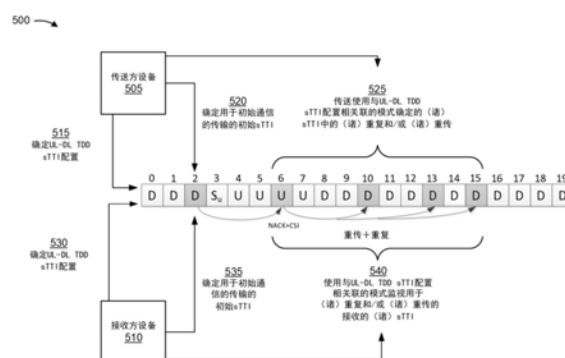 500
传送方设备
505
520
确定用于初始通信
的传输的初始sTTI
525
传送使用与UL-DL TDD
sTTI配置相关联的模式确定的（诸）
sTTI中的（诸）重复和/或（诸）重传
515
确定UL-DL TDD
sTTI配置
0 1 2 3 4 5 6 7 8 9 10 11 12 13 14 15 16 17 18 19
D D D Su U U U U D D D D D D D D D D D D
NACK+CSI
重传＋重复
530
确定UL-DL TDD
sTTI配置
535
确定用于初始通
信的传输的
初始sTTI
540
使用与UL-DL TDD sTTI配置
相关联的模式监视用于
（诸）重复和/或（诸）重传的
接收的（诸）sTTI
接收方设备
510